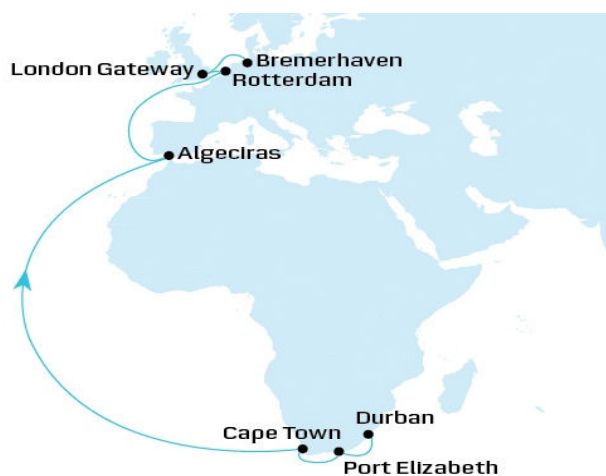 Bremerhaven
London Gateway
Rotterdam
Algeciras
Durban
Cape Town
Port Elizabeth